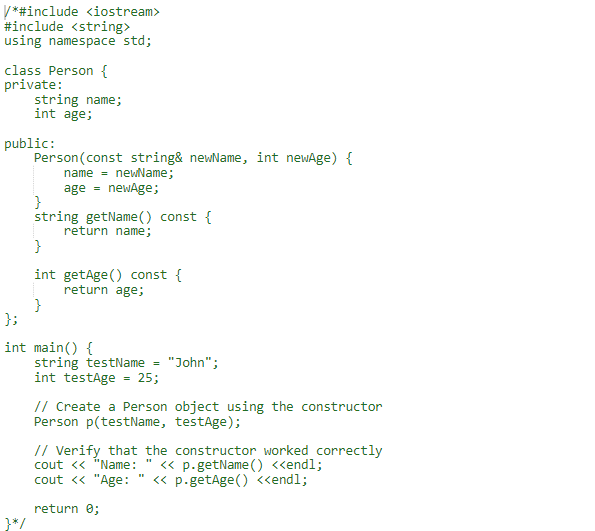 /*#include <iostream>
#include <string>
using namespace std;

class Person {
private:
    string name;
    int age;

public:
    Person(const string& newName, int newAge) {
        name = newName;
        age = newAge;
    }
    string getName() const {
        return name;
    }

    int getAge() const {
        return age;
    }
};

int main() {
    string testName = "John";
    int testAge = 25;

    // Create a Person object using the constructor
    Person p(testName, testAge);

    // Verify that the constructor worked correctly
    cout << "Name: " << p.getName() <<endl;
    cout << "Age: " << p.getAge() <<endl;

    return 0;
}*/